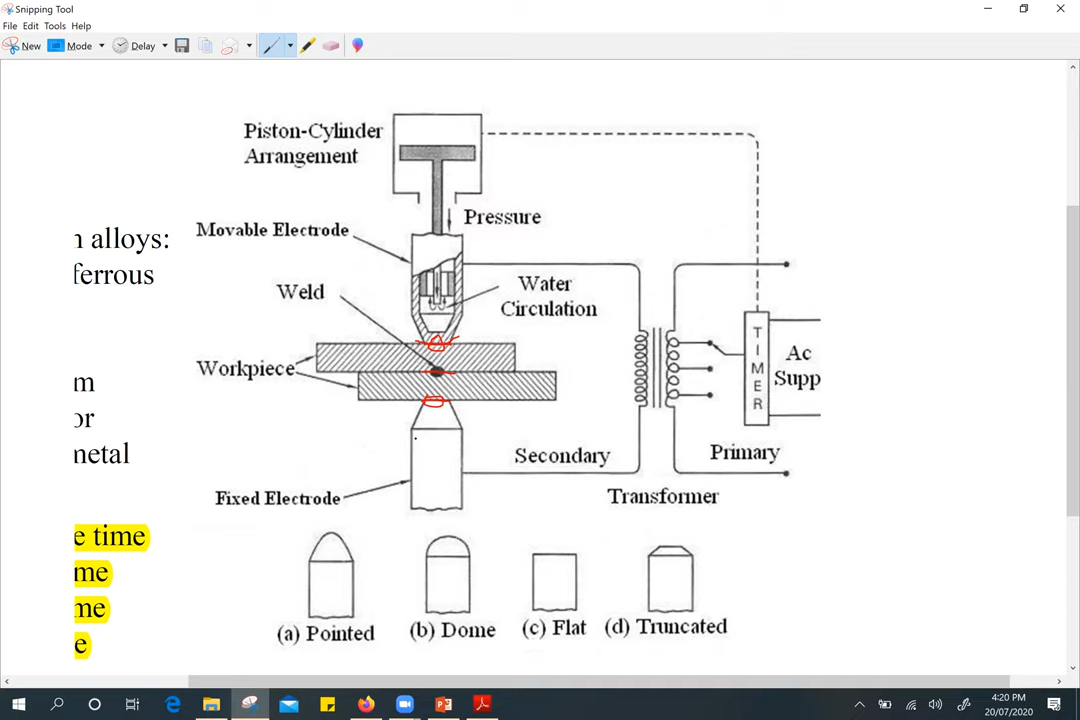 Snipping Tool
File Edit Tools Help
New Mode Delay
Piston-Cylinder
Arrangement
Pressure
Movable Electrode
Water
Circulation
Weld
Workpiece
Fixed Electrode
Secondary
Primary
Transformer
TIMER
Ac
Supp
alloys:
ferrous
m
or
metal
e time
me
me
e
(a) Pointed
(b) Dome
(c) Flat
(d) Truncated
4:20 PM
20/07/2020